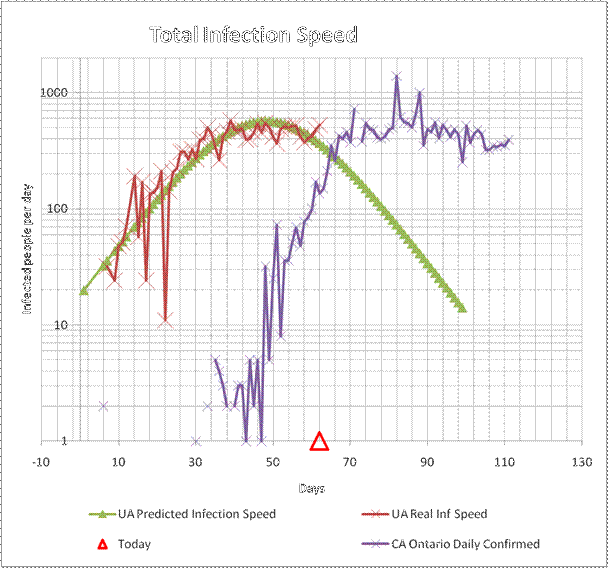 Total Infection Speed
1000
100
10
1
Infected people per day
-10 10 30 50 70 90 110 130
Days
UA Predicted Infection Speed UA Real Inf Speed
Today CA Ontario Daily Confirmed